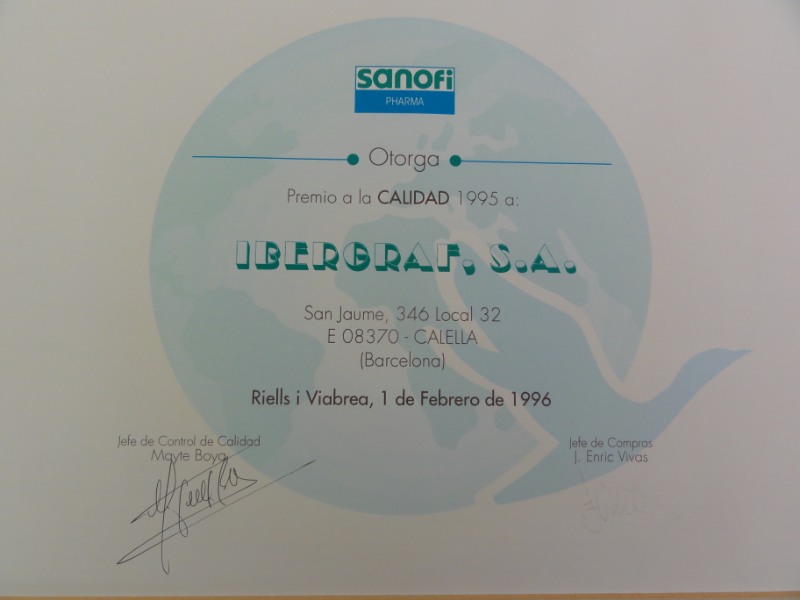 sanofi
PHARMA
Otorga
Premio a la CALIDAD 1995 a:
IBERGRAF, S.A.
San Jaume, 346 Local 32
E 08370 - CALELLA
(Barcelona)
Riells i Viabrea, 1 de Febrero de 1996
Jefe de Control de Calidad
Mayte Boya
Jefe de Compras
J. Enric Vivas